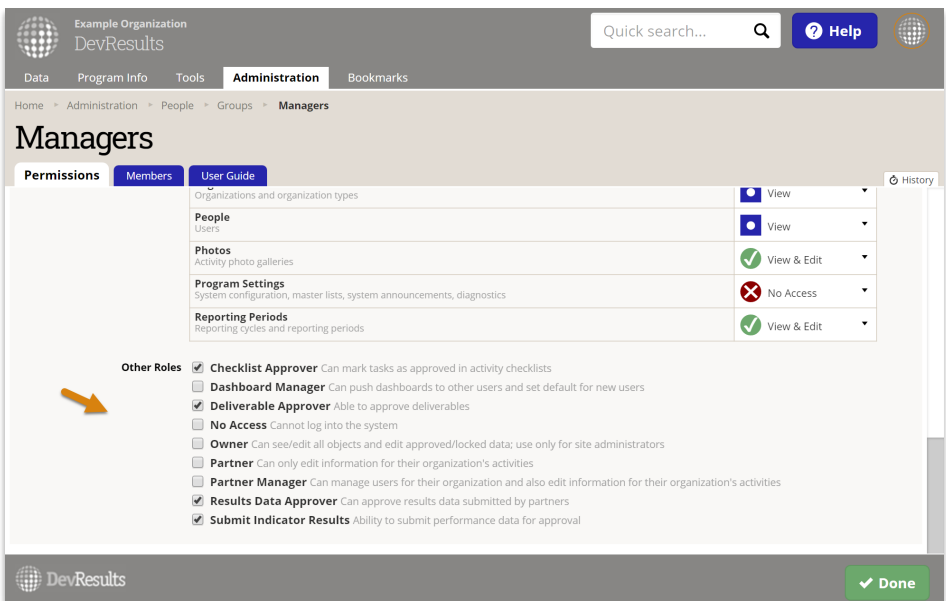 Example Organization
DevResults
Quick search...
? Help
Data Program Info Tools Administration Bookmarks
Home Administration People Groups Managers
Managers
Permissions Members User Guide
History
Organizations and organization types
View
People
Users
View
Photos
Activity photo galleries
View & Edit
Program Settings
System configuration, master lists, system announcements, diagnostics
No Access
Reporting Periods
Reporting cycles and reporting periods
View & Edit
Other Roles Checklist Approver Can mark tasks as approved in activity checklists
Dashboard Manager Can push dashboards to other users and set default for new users
Deliverable Approver Able to approve deliverables
No Access Cannot log into the system
Owner Can see/edit all objects and edit approved/locked data; use only for site administrators
Partner Can only edit information for their organization's activities
Partner Manager Can manage users for their organization and also edit information for their organization's activities
Results Data Approver Can approve results data submitted by partners
Submit Indicator Results Ability to submit performance data for approval
DevResults
Done